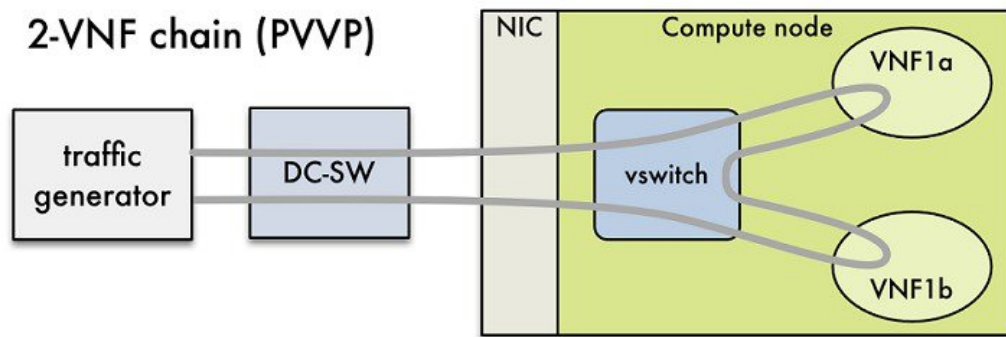 2-VNF chain (PVVP)
NIC
Compute node
VNF1a
traffic
generator
DC-SW
vswitch
VNF1b